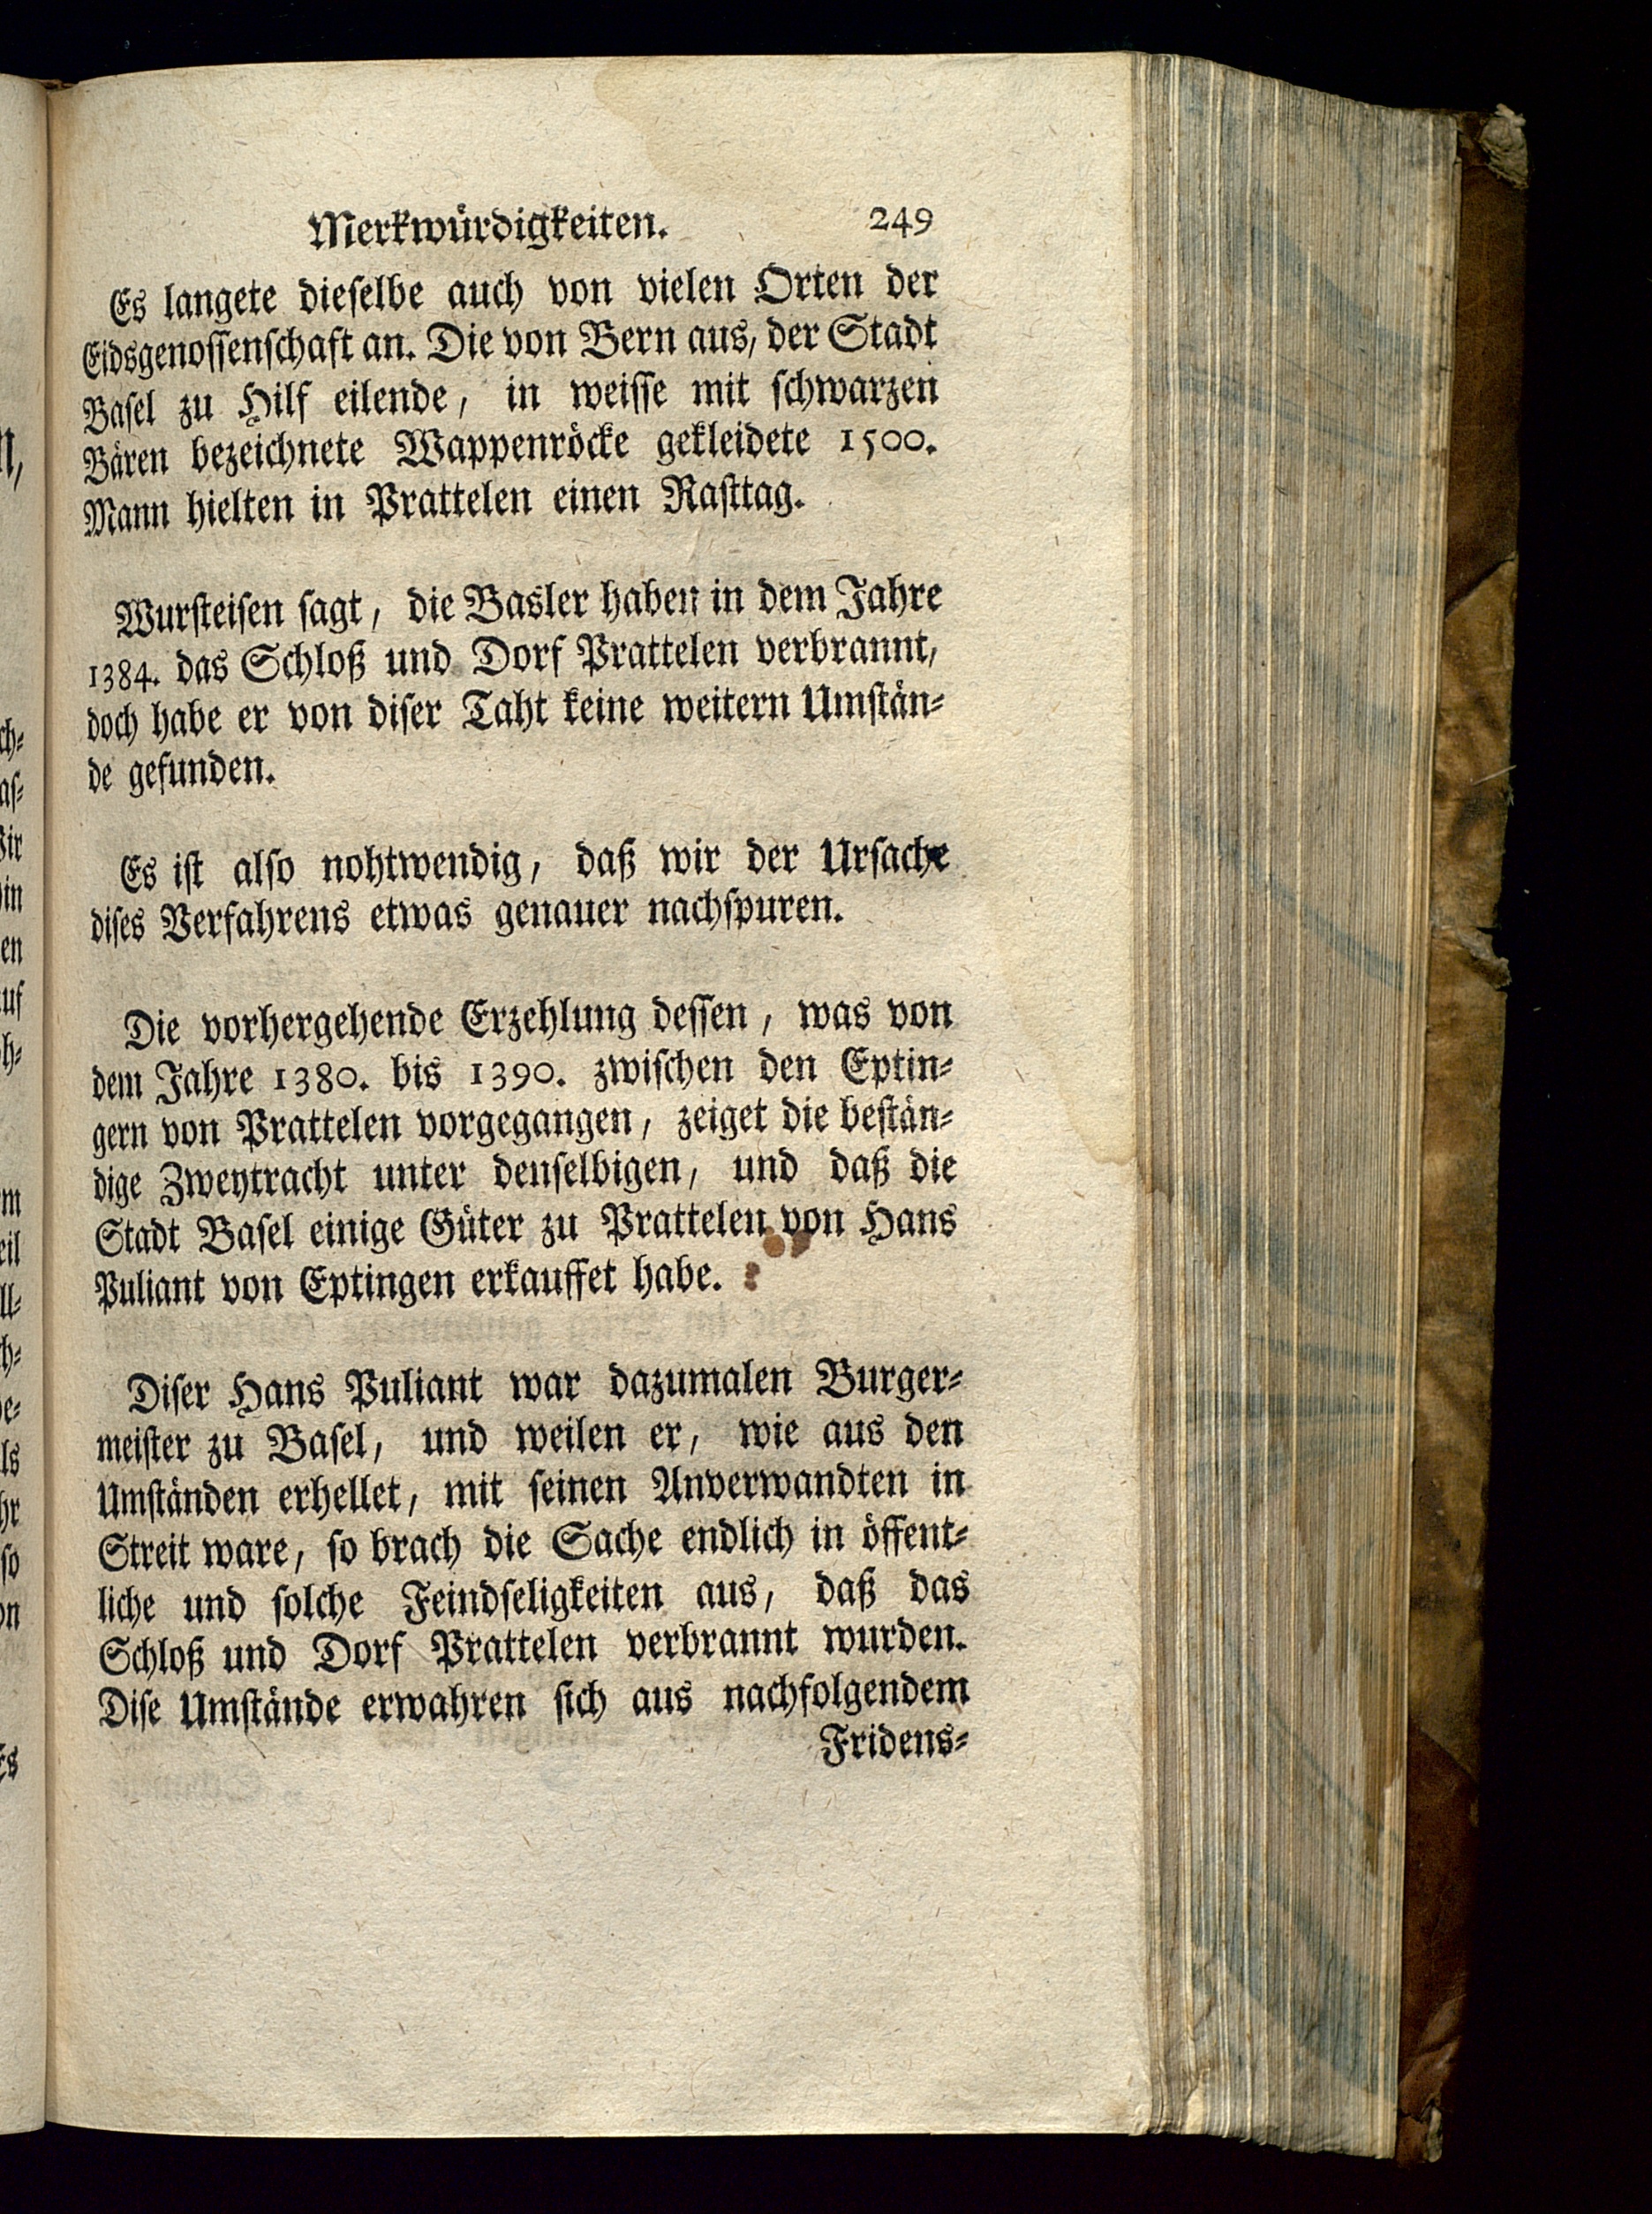 Merkwürdigkeiten. 249
Es langete dieselbe auch von vielen Orten der
Eidsgenossenschaft an. Die von Bern aus, der Stadt
Basel zu Hilf eilende, in weisse mit schwarzen
Bären bezeichnete Wappenröcke gekleidete 1500.
Mann hielten in Prattelen einen Rasttag.
Wursteisen sagt, die Basler haben in dem Jahre
1384. das Schloß und Dorf Prattelen verbrannt,
doch habe er von diser Taht keine weitern Umstän-
de gefunden.
Es ist also nohtwendig, daß wir der Ursache
dises Verfahrens etwas genauer nachspuren.
Die vorhergehende Erzehlung dessen, was von
dem Jahre 1380. bis 1390. zwischen den Eptin-
gern von Prattelen vorgegangen, zeiget die bestän-
dige Zweytracht unter denselbigen, und daß die
Stadt Basel einige Güter zu Prattelen von Hans
Puliant von Eptingen erkauffet habe.
Diser Hans Puliant war dazumalen Burger-
meister zu Basel, und weilen er, wie aus den
Umständen erhellet, mit seinen Anverwandten in
Streit ware, so brach die Sache endlich in öffent-
liche und solche Feindseligkeiten aus, daß das
Schloß und Dorf Prattelen verbrannt wurden.
Dise Umstände erwahren sich aus nachfolgendem
Fridens-